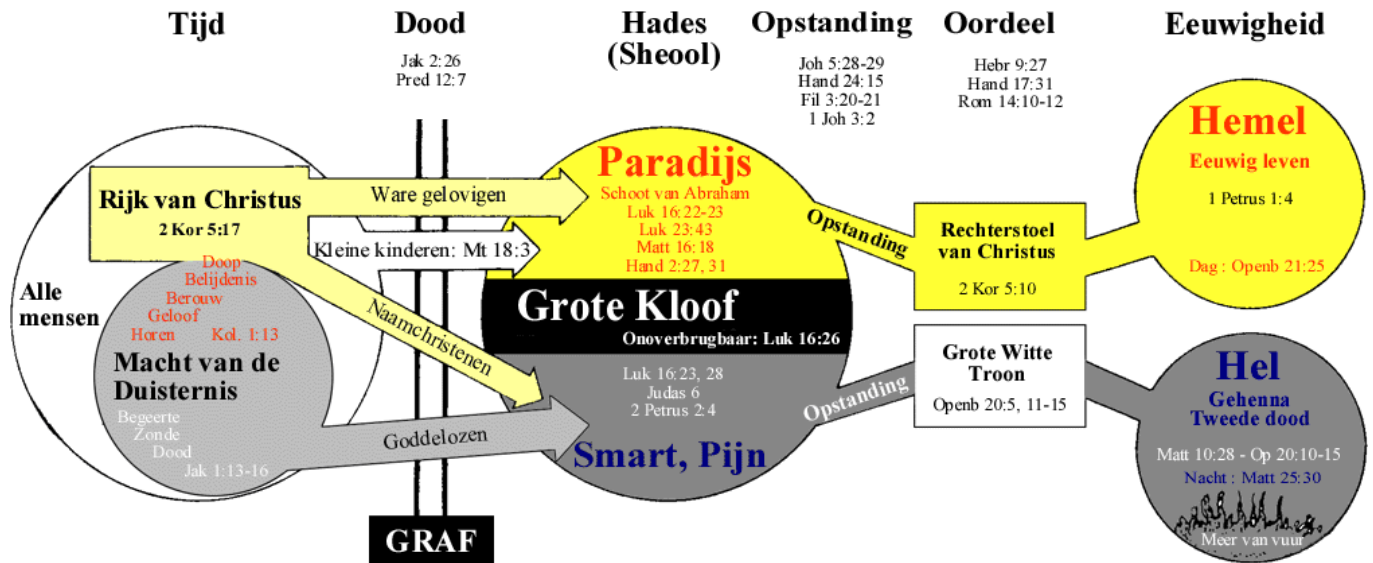 Tijd
Dood
Jak 2:26
Pred 12:7
Hades
(Sheool)
Opstanding
Joh 5:28-29
Hand 24:15
Fil 3:20-21
1 Joh 3:2
Oordeel
Hebr 9:27
Hand 17:31
Rom 14:10-12
Eeuwigheid
Alle
mensen
Rijk van Christus
2 Kor 5:17
Doop
Belijdenis
Berouw
Geloof
Horen Kol. 1:13
Macht van de
Duisternis
Begeerte
Zonde
Dood
Jak 1:13-16
Ware gelovigen
Kleine kinderen: Mt 18:3
Naamchristenen
Goddelozen
GRAF
Paradijs
Schoot van Abraham
Luk 16:22-23
Luk 23:43
Matt 16:18
Hand 2:27, 31
Grote Kloof
Onoverbrugbaar: Luk 16:26
Luk 16:23, 28
Judas 6
2 Petrus 2:4
Smart, Pijn
Opstanding
Opstanding
Rechterstoel
van Christus
2 Kor 5:10
Grote Witte
Troon
Openb 20:5, 11-15
Hemel
Eeuwig leven
1 Petrus 1:4
Dag : Openb 21:25
Hel
Gehenna
Tweede dood
Matt 10:28 - Op 20:10-15
Nacht : Matt 25:30
Meer van vuur